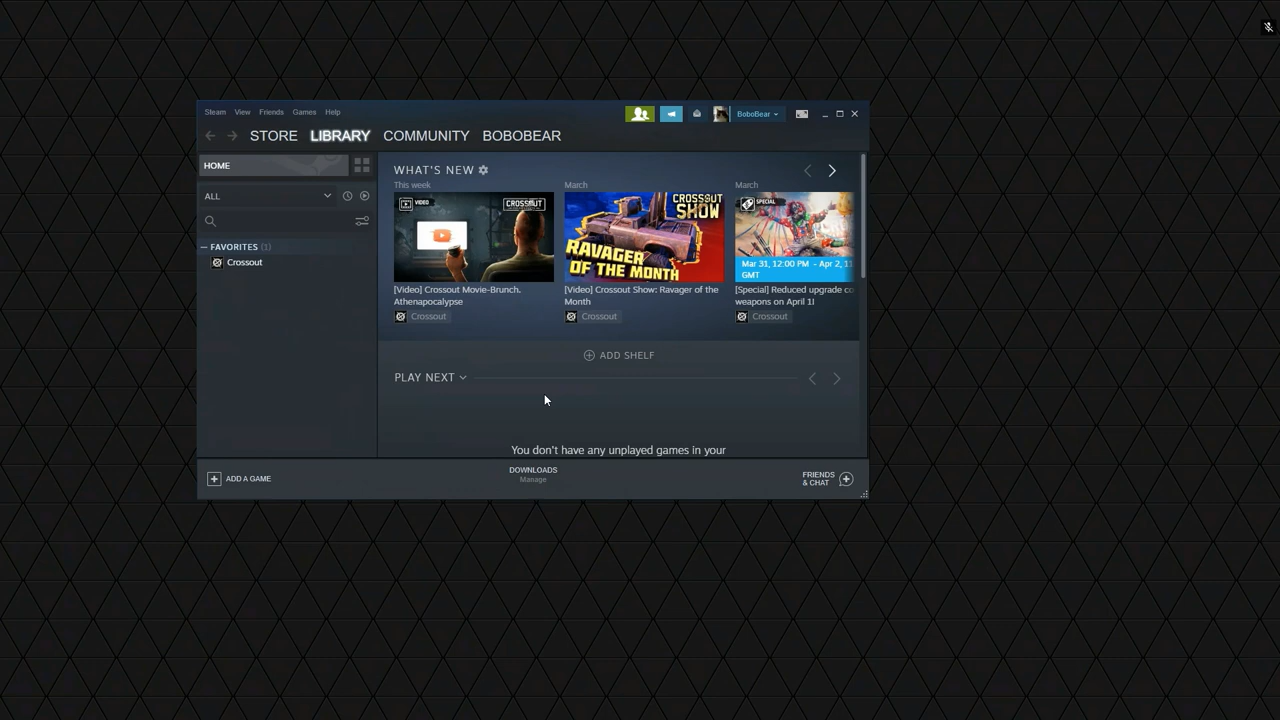 Steam View Friends Games Help
BoboBear
STORE LIBRARY COMMUNITY BOBOBEAR
HOME
ALL
FAVORITES (1)
Crossout
WHAT'S NEW
This week
VIDEO
CROSSOUT
[Video] Crossout Movie-Brunch.
Athenapocalypse
Crossout
March
CROSSOUT
SHOW
RAVAGER
OF THE MONTH
[Video] Crossout Show: Ravager of the
Month
Crossout
March
SPECIAL
Mar 31, 12:00 PM - Apr 2, 11
GMT
[Special] Reduced upgrade co
weapons on April 1!
Crossout
ADD SHELF
PLAY NEXT
You don't have any unplayed games in your
ADD A GAME
DOWNLOADS
Manage
FRIENDS
& CHAT